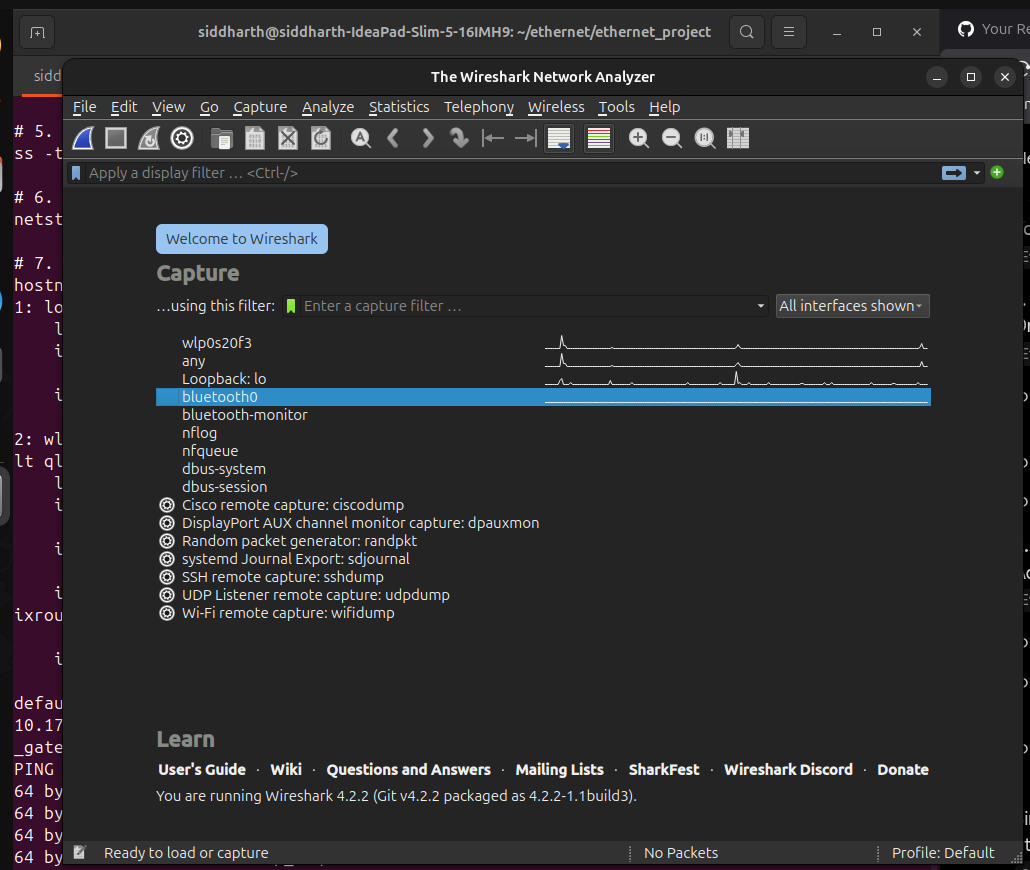 siddharth@siddharth-IdeaPad-Slim-5-16IMH9: ~/ethernet/ethernet_project
Your Re
sidd
The Wireshark Network Analyzer
File Edit View Go Capture Analyze Statistics Telephony Wireless Tools Help
Apply a display filter … <Ctrl-/>
# 5.
ss -t
# 6.
netst
# 7.
hostn
1: lo
2: wl
lt ql
ixrou
defau
10.17
_gate
PING
64 by
64 by
64 by
64 by
Welcome to Wireshark
Capture
…using this filter: Enter a capture filter … All interfaces shown
wlp0s20f3
any
Loopback: lo
bluetooth0
bluetooth-monitor
nflog
nfqueue
dbus-system
dbus-session
Cisco remote capture: ciscodump
DisplayPort AUX channel monitor capture: dpauxmon
Random packet generator: randpkt
systemd Journal Export: sdjournal
SSH remote capture: sshdump
UDP Listener remote capture: udpdump
Wi-Fi remote capture: wifidump
Learn
User's Guide · Wiki · Questions and Answers · Mailing Lists · SharkFest · Wireshark Discord · Donate
You are running Wireshark 4.2.2 (Git v4.2.2 packaged as 4.2.2-1.1build3).
Ready to load or capture
No Packets
Profile: Default